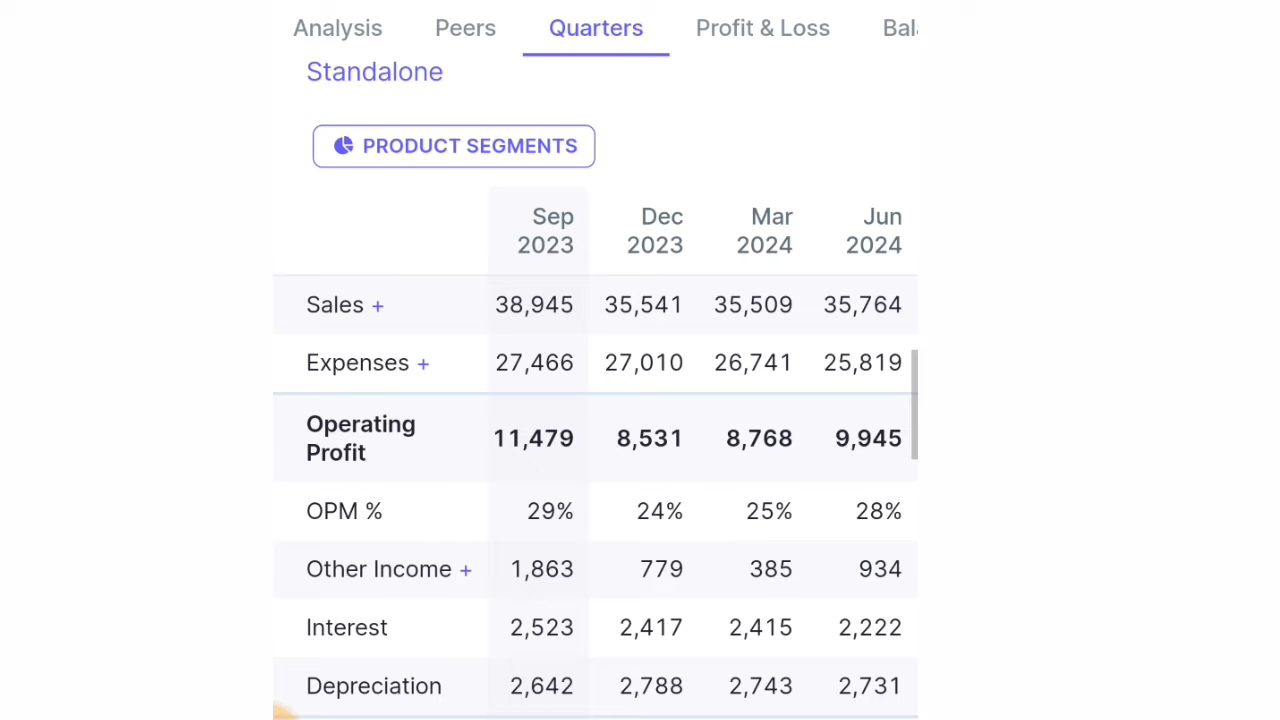 Analysis Peers Quarters Profit & Loss Bal
Standalone
PRODUCT SEGMENTS
Sep Dec Mar Jun
2023 2023 2024 2024
Sales + 38,945 35,541 35,509 35,764
Expenses + 27,466 27,010 26,741 25,819
Operating
Profit 11,479 8,531 8,768 9,945
OPM % 29% 24% 25% 28%
Other Income + 1,863 779 385 934
Interest 2,523 2,417 2,415 2,222
Depreciation 2,642 2,788 2,743 2,731